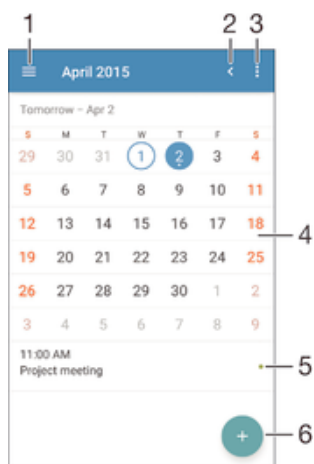 1 2 3
April 2015
Tomorrow – Apr 2
S M T W T F S
29 30 31 1 2 3 4
5 6 7 8 9 10 11
12 13 14 15 16 17 18
4
19 20 21 22 23 24 25
26 27 28 29 30 1 2
3 4 5 6 7 8 9
11:00 AM
Project meeting
5
+ 6